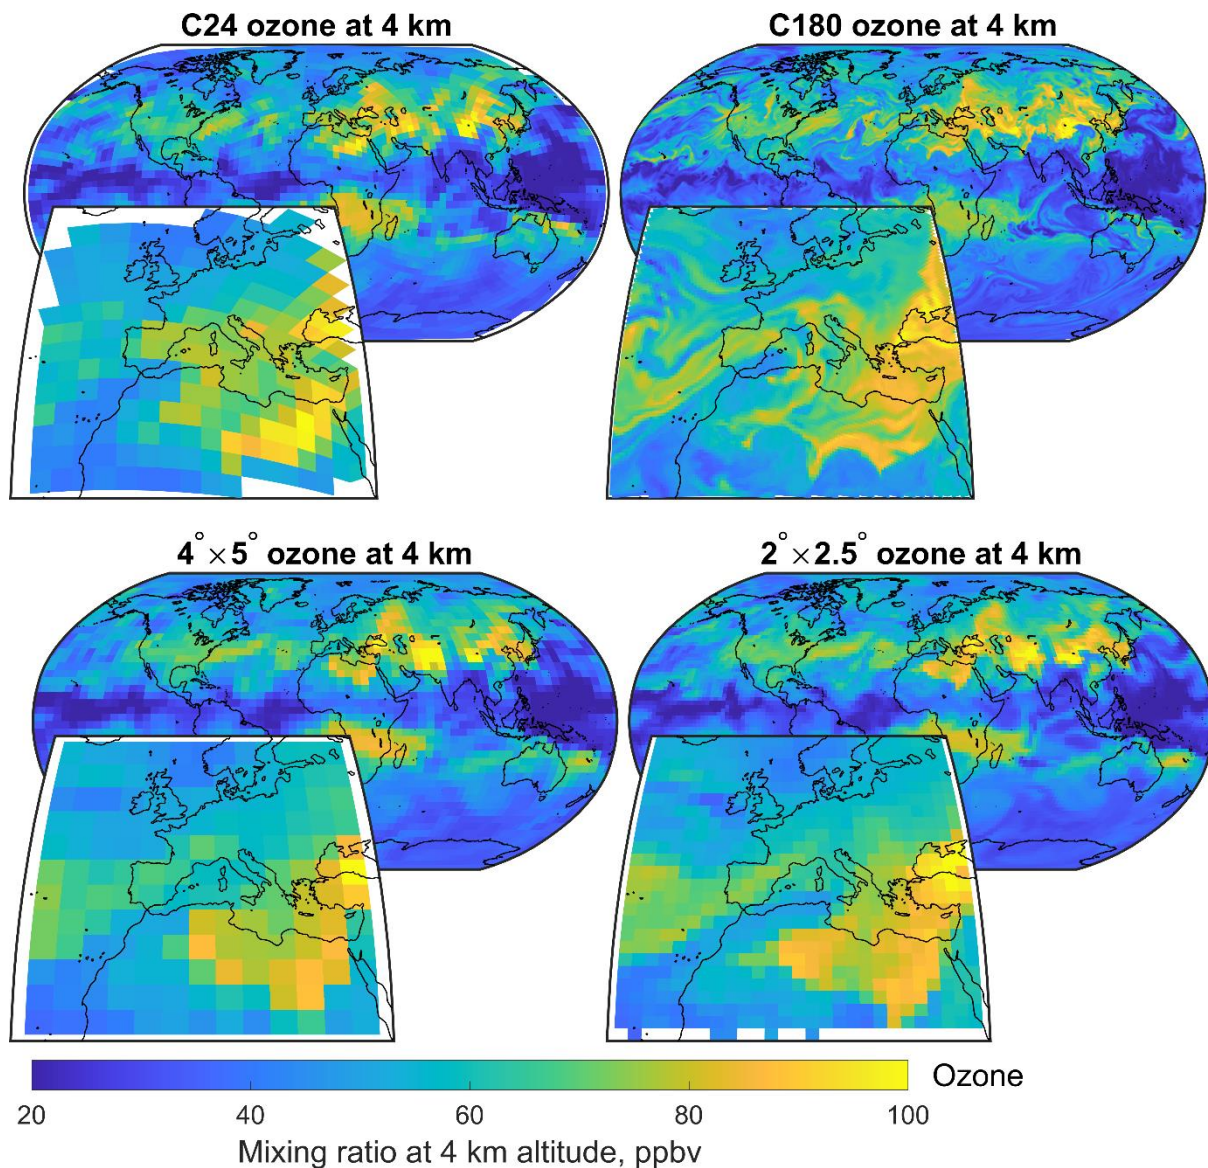 C24 ozone at 4 km
C180 ozone at 4 km
4°×5° ozone at 4 km
2°×2.5° ozone at 4 km
Ozone
20 40 60 80 100
Mixing ratio at 4 km altitude, ppbv